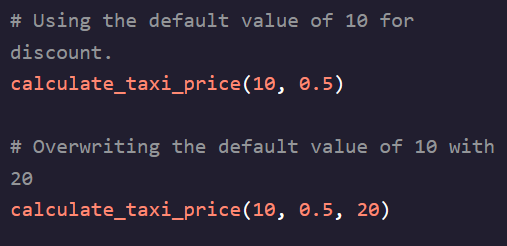 # Using the default value of 10 for
discount.
calculate_taxi_price(10, 0.5)
# Overwriting the default value of 10 with
20
calculate_taxi_price(10, 0.5, 20)